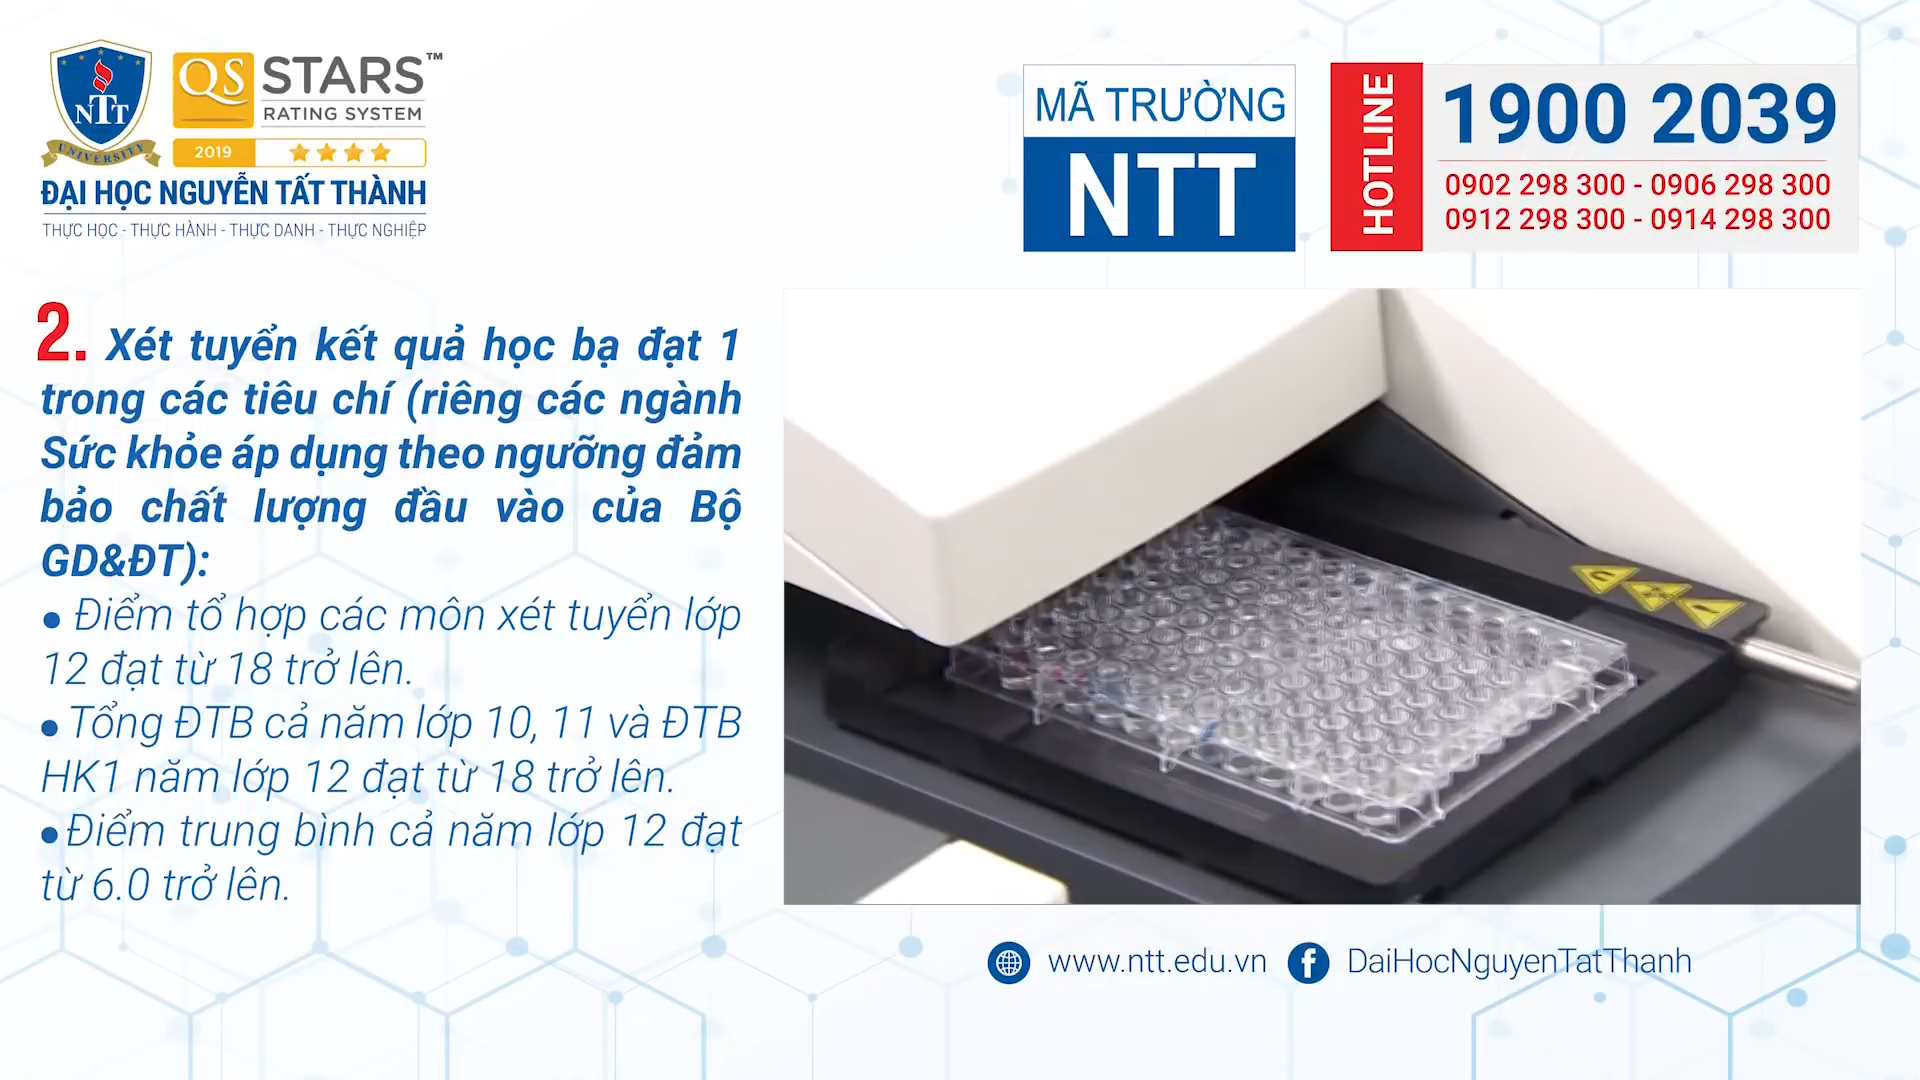 NTT
UNIVERSITY
QS STARS™
RATING SYSTEM
2019
ĐẠI HỌC NGUYỄN TẤT THÀNH
THỰC HỌC - THỰC HÀNH - THỰC DANH - THỰC NGHIỆP
MÃ TRƯỜNG
NTT
HOTLINE
1900 2039
0902 298 300 - 0906 298 300
0912 298 300 - 0914 298 300
2. Xét tuyển kết quả học bạ đạt 1
trong các tiêu chí (riêng các ngành
Sức khỏe áp dụng theo ngưỡng đảm
bảo chất lượng đầu vào của Bộ
GD&ĐT):
• Điểm tổ hợp các môn xét tuyển lớp
12 đạt từ 18 trở lên.
• Tổng ĐTB cả năm lớp 10, 11 và ĐTB
HK1 năm lớp 12 đạt từ 18 trở lên.
• Điểm trung bình cả năm lớp 12 đạt
từ 6.0 trở lên.
www.ntt.edu.vn
DaiHocNguyenTatThanh